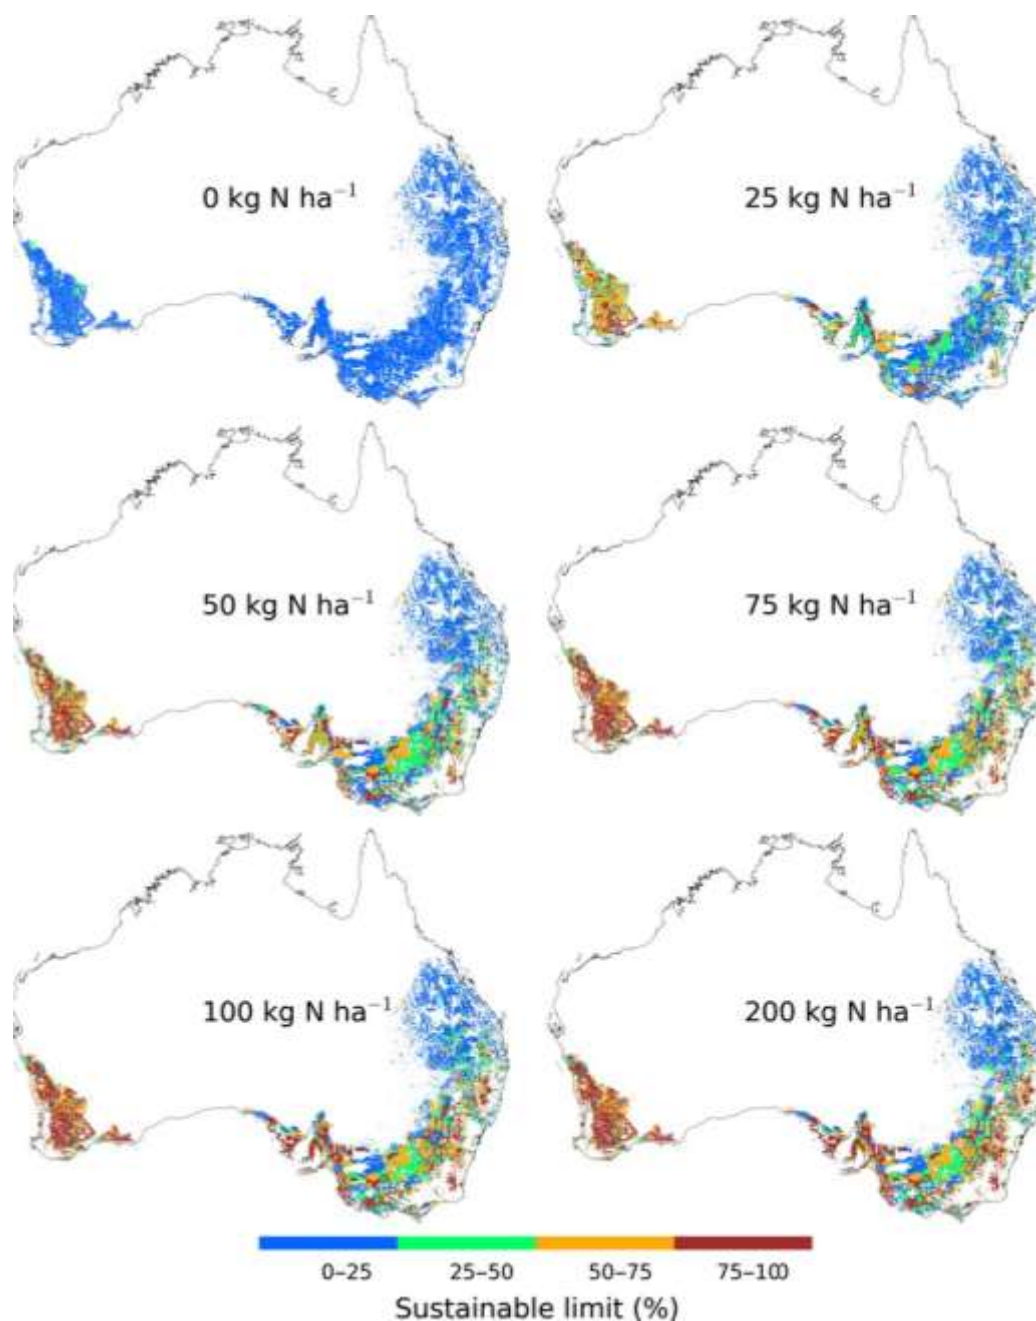 0 kg N ha⁻¹
25 kg N ha⁻¹
50 kg N ha⁻¹
75 kg N ha⁻¹
100 kg N ha⁻¹
200 kg N ha⁻¹
0–25 25–50 50–75 75–100
Sustainable limit (%)